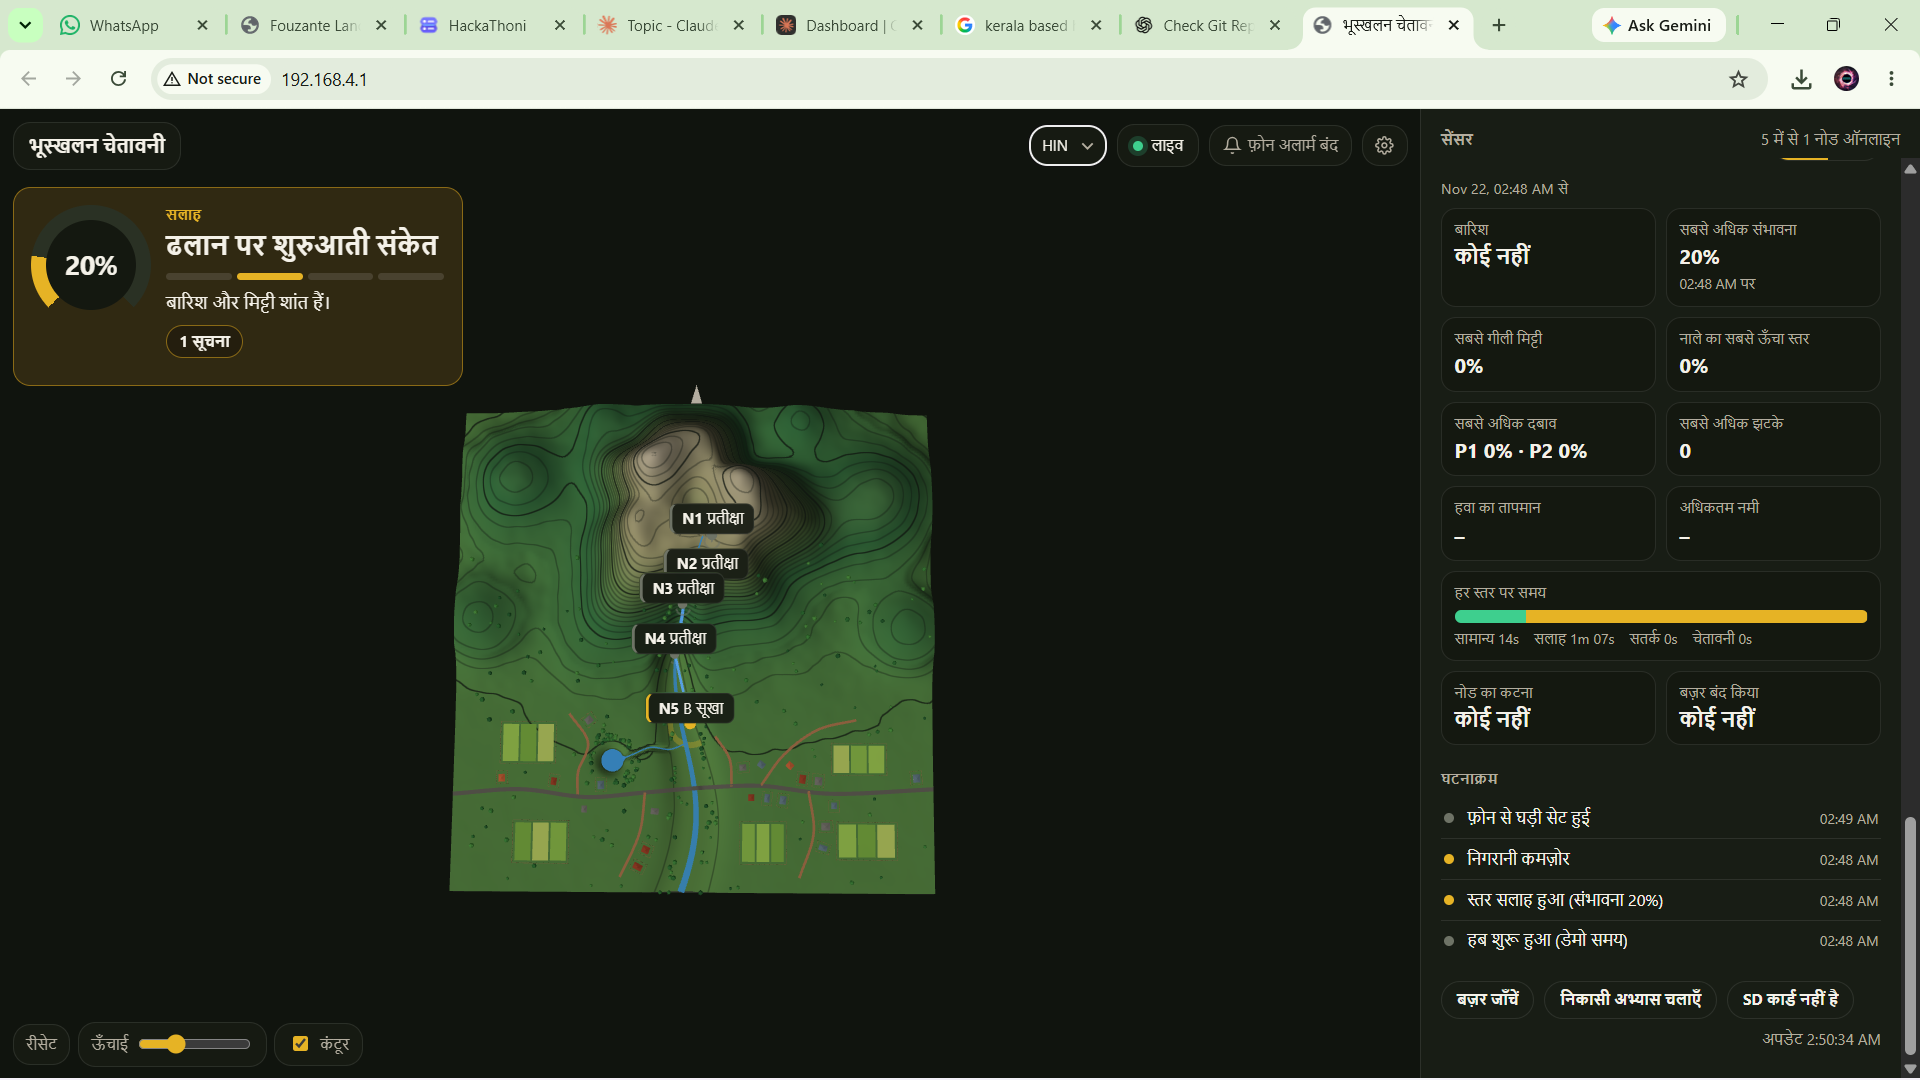 WhatsApp
Fouzante Lan
HackaThoni
Topic - Claud
Dashboard | C
kerala based
Check Git Rep
भूस्खलन चेताव
Ask Gemini
Not secure
192.168.4.1
भूस्खलन चेतावनी
HIN
लाइव
फ़ोन अलार्म बंद
20%
सलाह
ढलान पर शुरुआती संकेत
बारिश और मिट्टी शांत हैं।
1 सूचना
N1 प्रतीक्षा
N2 प्रतीक्षा
N3 प्रतीक्षा
N4 प्रतीक्षा
N5 B सूखा
रीसेट
ऊँचाई
कंटूर
सेंसर
5 में से 1 नोड ऑनलाइन
Nov 22, 02:48 AM से
बारिश
कोई नहीं
सबसे अधिक संभावना
20%
02:48 AM पर
सबसे गीली मिट्टी
0%
नाले का सबसे ऊँचा स्तर
0%
सबसे अधिक दबाव
P1 0% · P2 0%
सबसे अधिक झटके
0
हवा का तापमान
–
अधिकतम नमी
–
हर स्तर पर समय
सामान्य 14s सलाह 1m 07s सतर्क 0s चेतावनी 0s
नोड का कटना
कोई नहीं
बज़र बंद किया
कोई नहीं
घटनाक्रम
फ़ोन से घड़ी सेट हुई 02:49 AM
निगरानी कमज़ोर 02:48 AM
स्तर सलाह हुआ (संभावना 20%) 02:48 AM
हब शुरू हुआ (डेमो समय) 02:48 AM
बज़र जाँचें
निकासी अभ्यास चलाएँ
SD कार्ड नहीं है
अपडेट 2:50:34 AM